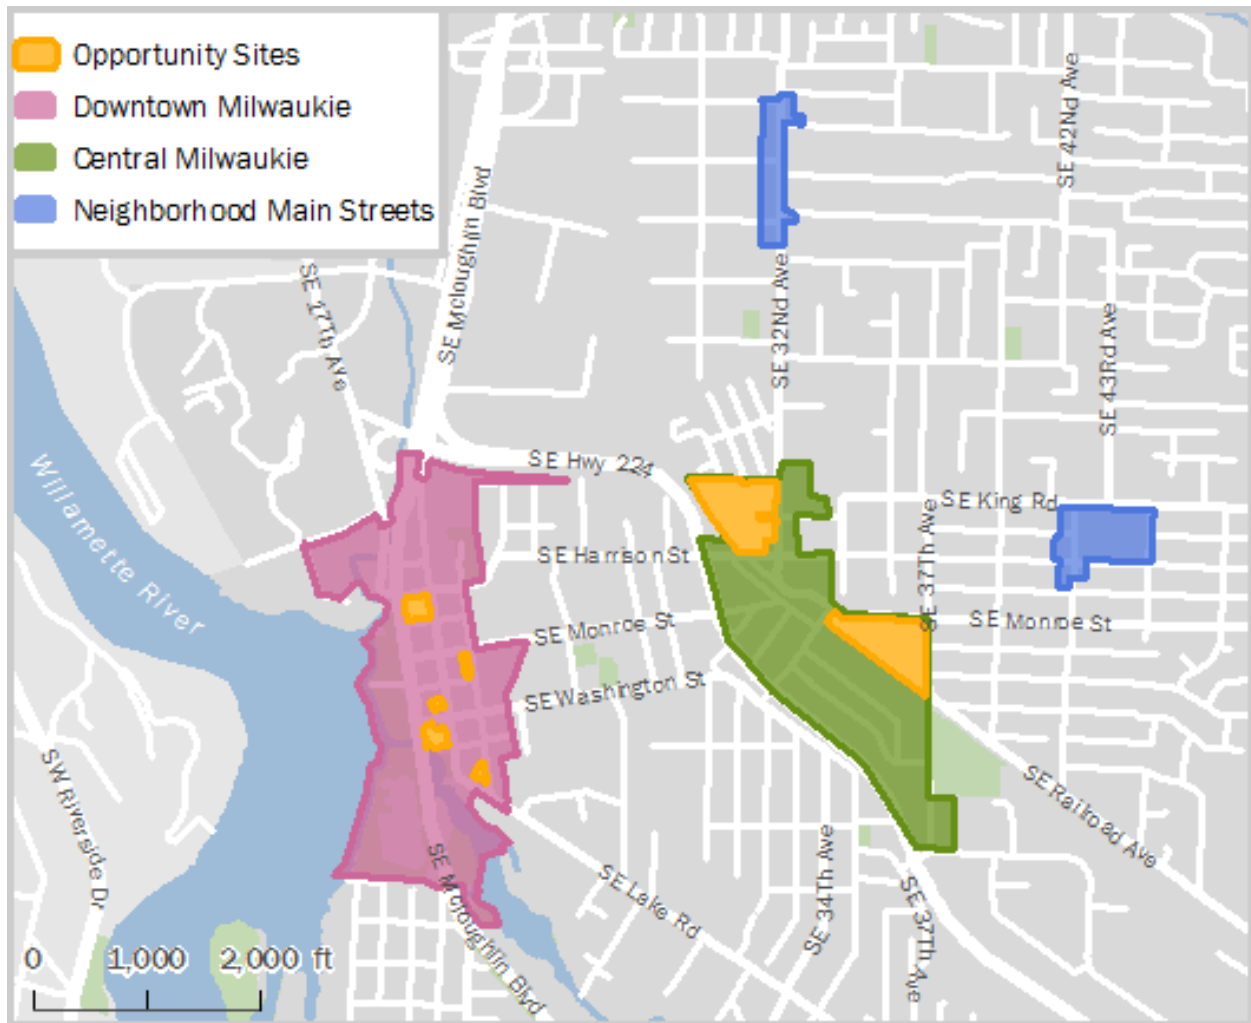 Opportunity Sites
Downtown Milwaukie
Central Milwaukie
Neighborhood Main Streets
SE 42Nd Ave
SE Mcloughlin Blvd
SE 17Th Ave
SE 32Nd Ave
SE 43Rd Ave
SE Hwy 224
SE King Rd
Willamette River
SE Harrison St
SE 37Th Ave
SE Monroe St
SE Monroe St
SE Washington St
SW Riverside Dr
SE Railroad Ave
SE Mcloughlin Blvd
SE Lake Rd
SE 34Th Ave
SE 37Th Ave
0 1,000 2,000 ft